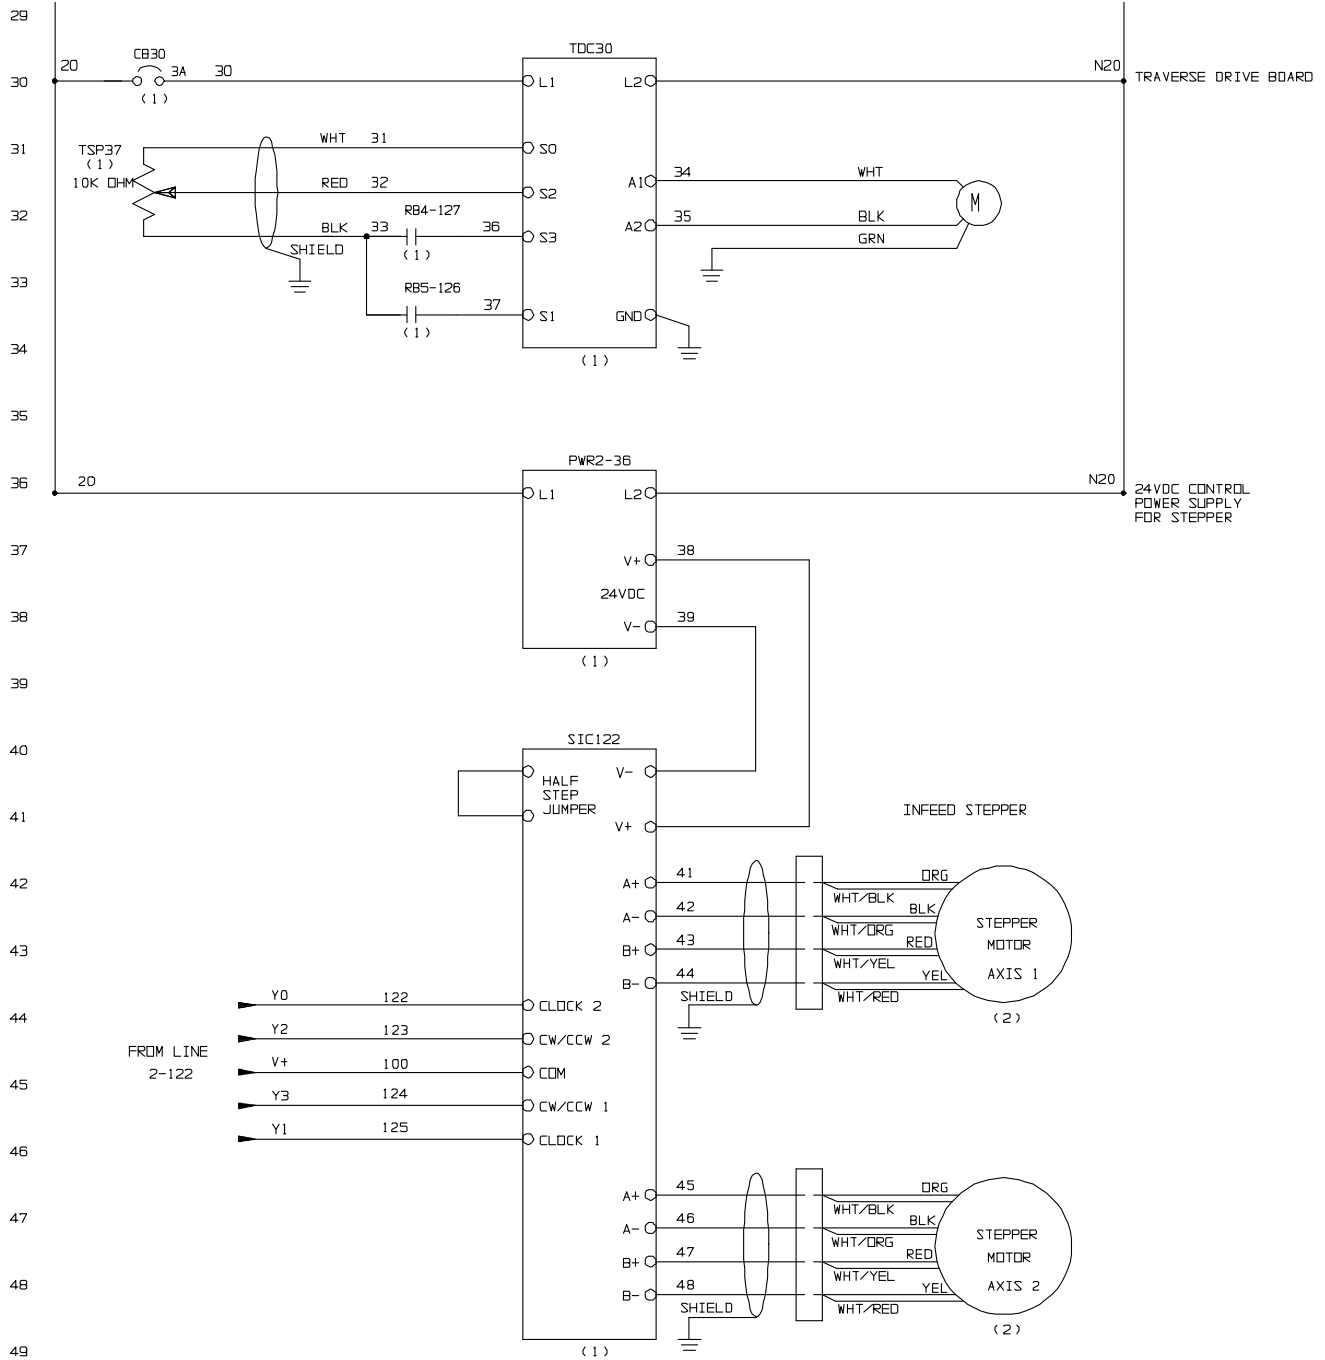 29
CB30
TDC30
20
3A
30
N20
30
L1
L2
TRAVERSE DRIVE BOARD
(1)
31
TSP37
WHT
31
S0
(1)
10K OHM
RED
32
S2
A1
34
WHT
M
32
RB4-127
BLK
33
36
S3
A2
35
BLK
SHIELD
(1)
GRN
33
RB5-126
37
S1
GND
(1)
34
(1)
35
PWR2-36
36
20
L1
L2
N20
24VDC CONTROL
POWER SUPPLY
FOR STEPPER
37
V+
38
24VDC
38
V-
39
(1)
39
40
SIC122
HALF
STEP
JUMPER
V-
41
V+
INFEED STEPPER
42
A+
41
ORG
WHT/BLK
A-
42
BLK
WHT/ORG
STEPPER
MOTOR
AXIS 1
43
B+
43
RED
WHT/YEL
B-
44
YEL
WHT/RED
SHIELD
(2)
Y0
122
CLOCK 2
44
Y2
123
CW/CCW 2
FROM LINE
2-122
V+
100
COM
45
Y3
124
CW/CCW 1
Y1
125
CLOCK 1
46
A+
45
ORG
WHT/BLK
47
A-
46
BLK
WHT/ORG
STEPPER
MOTOR
AXIS 2
B+
47
RED
WHT/YEL
48
B-
48
YEL
WHT/RED
SHIELD
(2)
49
(1)